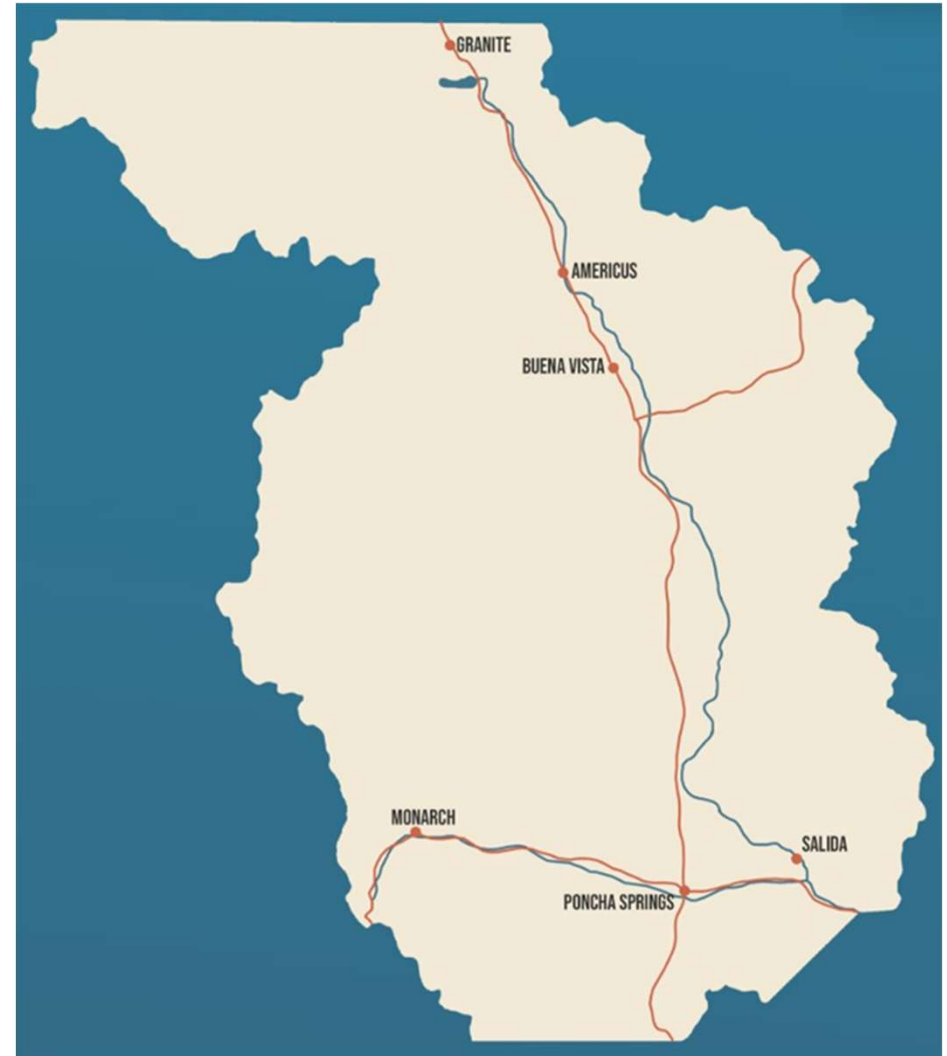 GRANITE
AMERICUS
BUENA VISTA
MONARCH
SALIDA
PONCHA SPRINGS